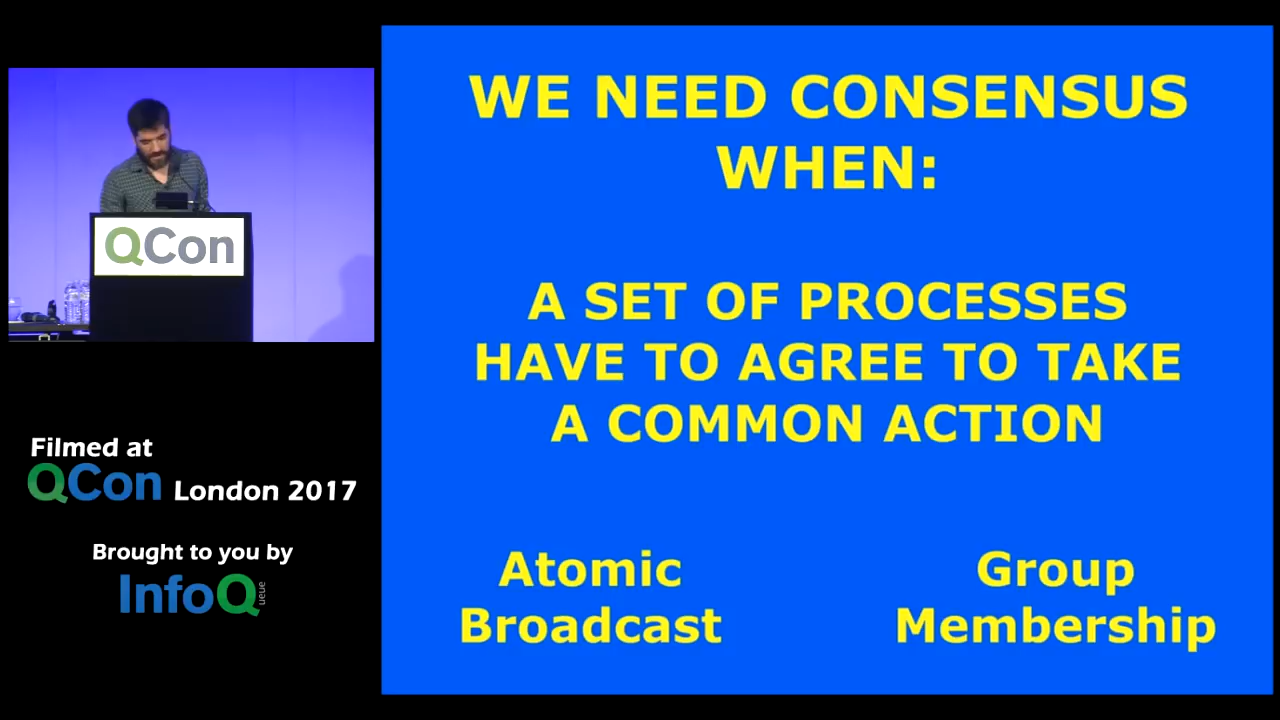 WE NEED CONSENSUS
WHEN:
A SET OF PROCESSES
HAVE TO AGREE TO TAKE
A COMMON ACTION
Atomic
Broadcast
Group
Membership
QCon
Filmed at
QCon London 2017
Brought to you by
InfoQ
ueue